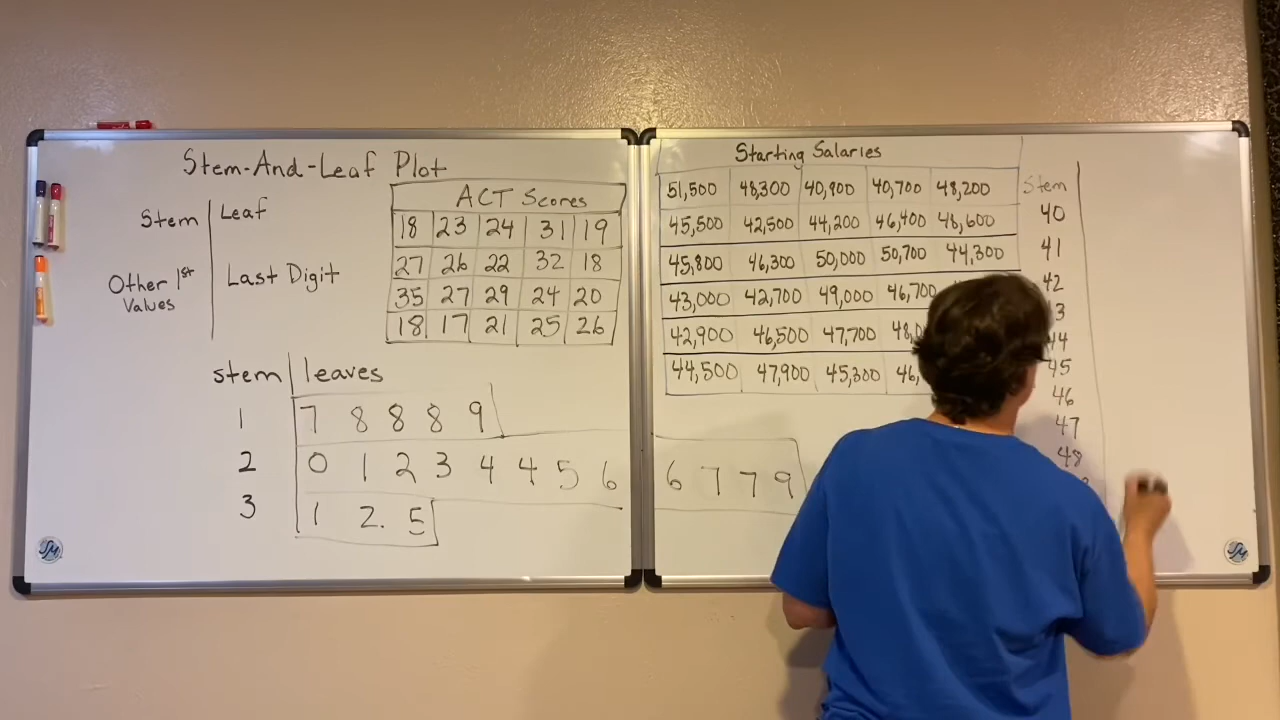 Stem-And-Leaf Plot
Stem Leaf
Other 1st Values Last Digit
ACT Scores
18 23 24 31 19
27 26 22 32 18
35 27 29 24 20
18 17 21 25 26
stem leaves
1 7 8 8 8 9
2 0 1 2 3 4 4 5 6 6 7 7 9
3 1 2. 5
Starting Salaries
51,500 48,300 40,900 40,700 48,200
45,500 42,500 44,200 46,400 48,600
45,800 46,300 50,000 50,700 44,300
43,000 42,700 49,000 46,700
42,900 46,500 47,700
44,500 47,900 45,300
Stem
40
41
42
45
46
47
48
SM
SM